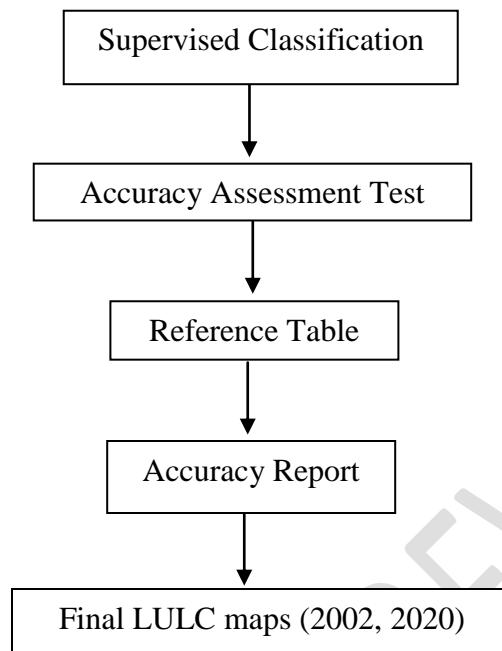 Supervised Classification
Accuracy Assessment Test
Reference Table
Accuracy Report
Final LULC maps (2002, 2020)